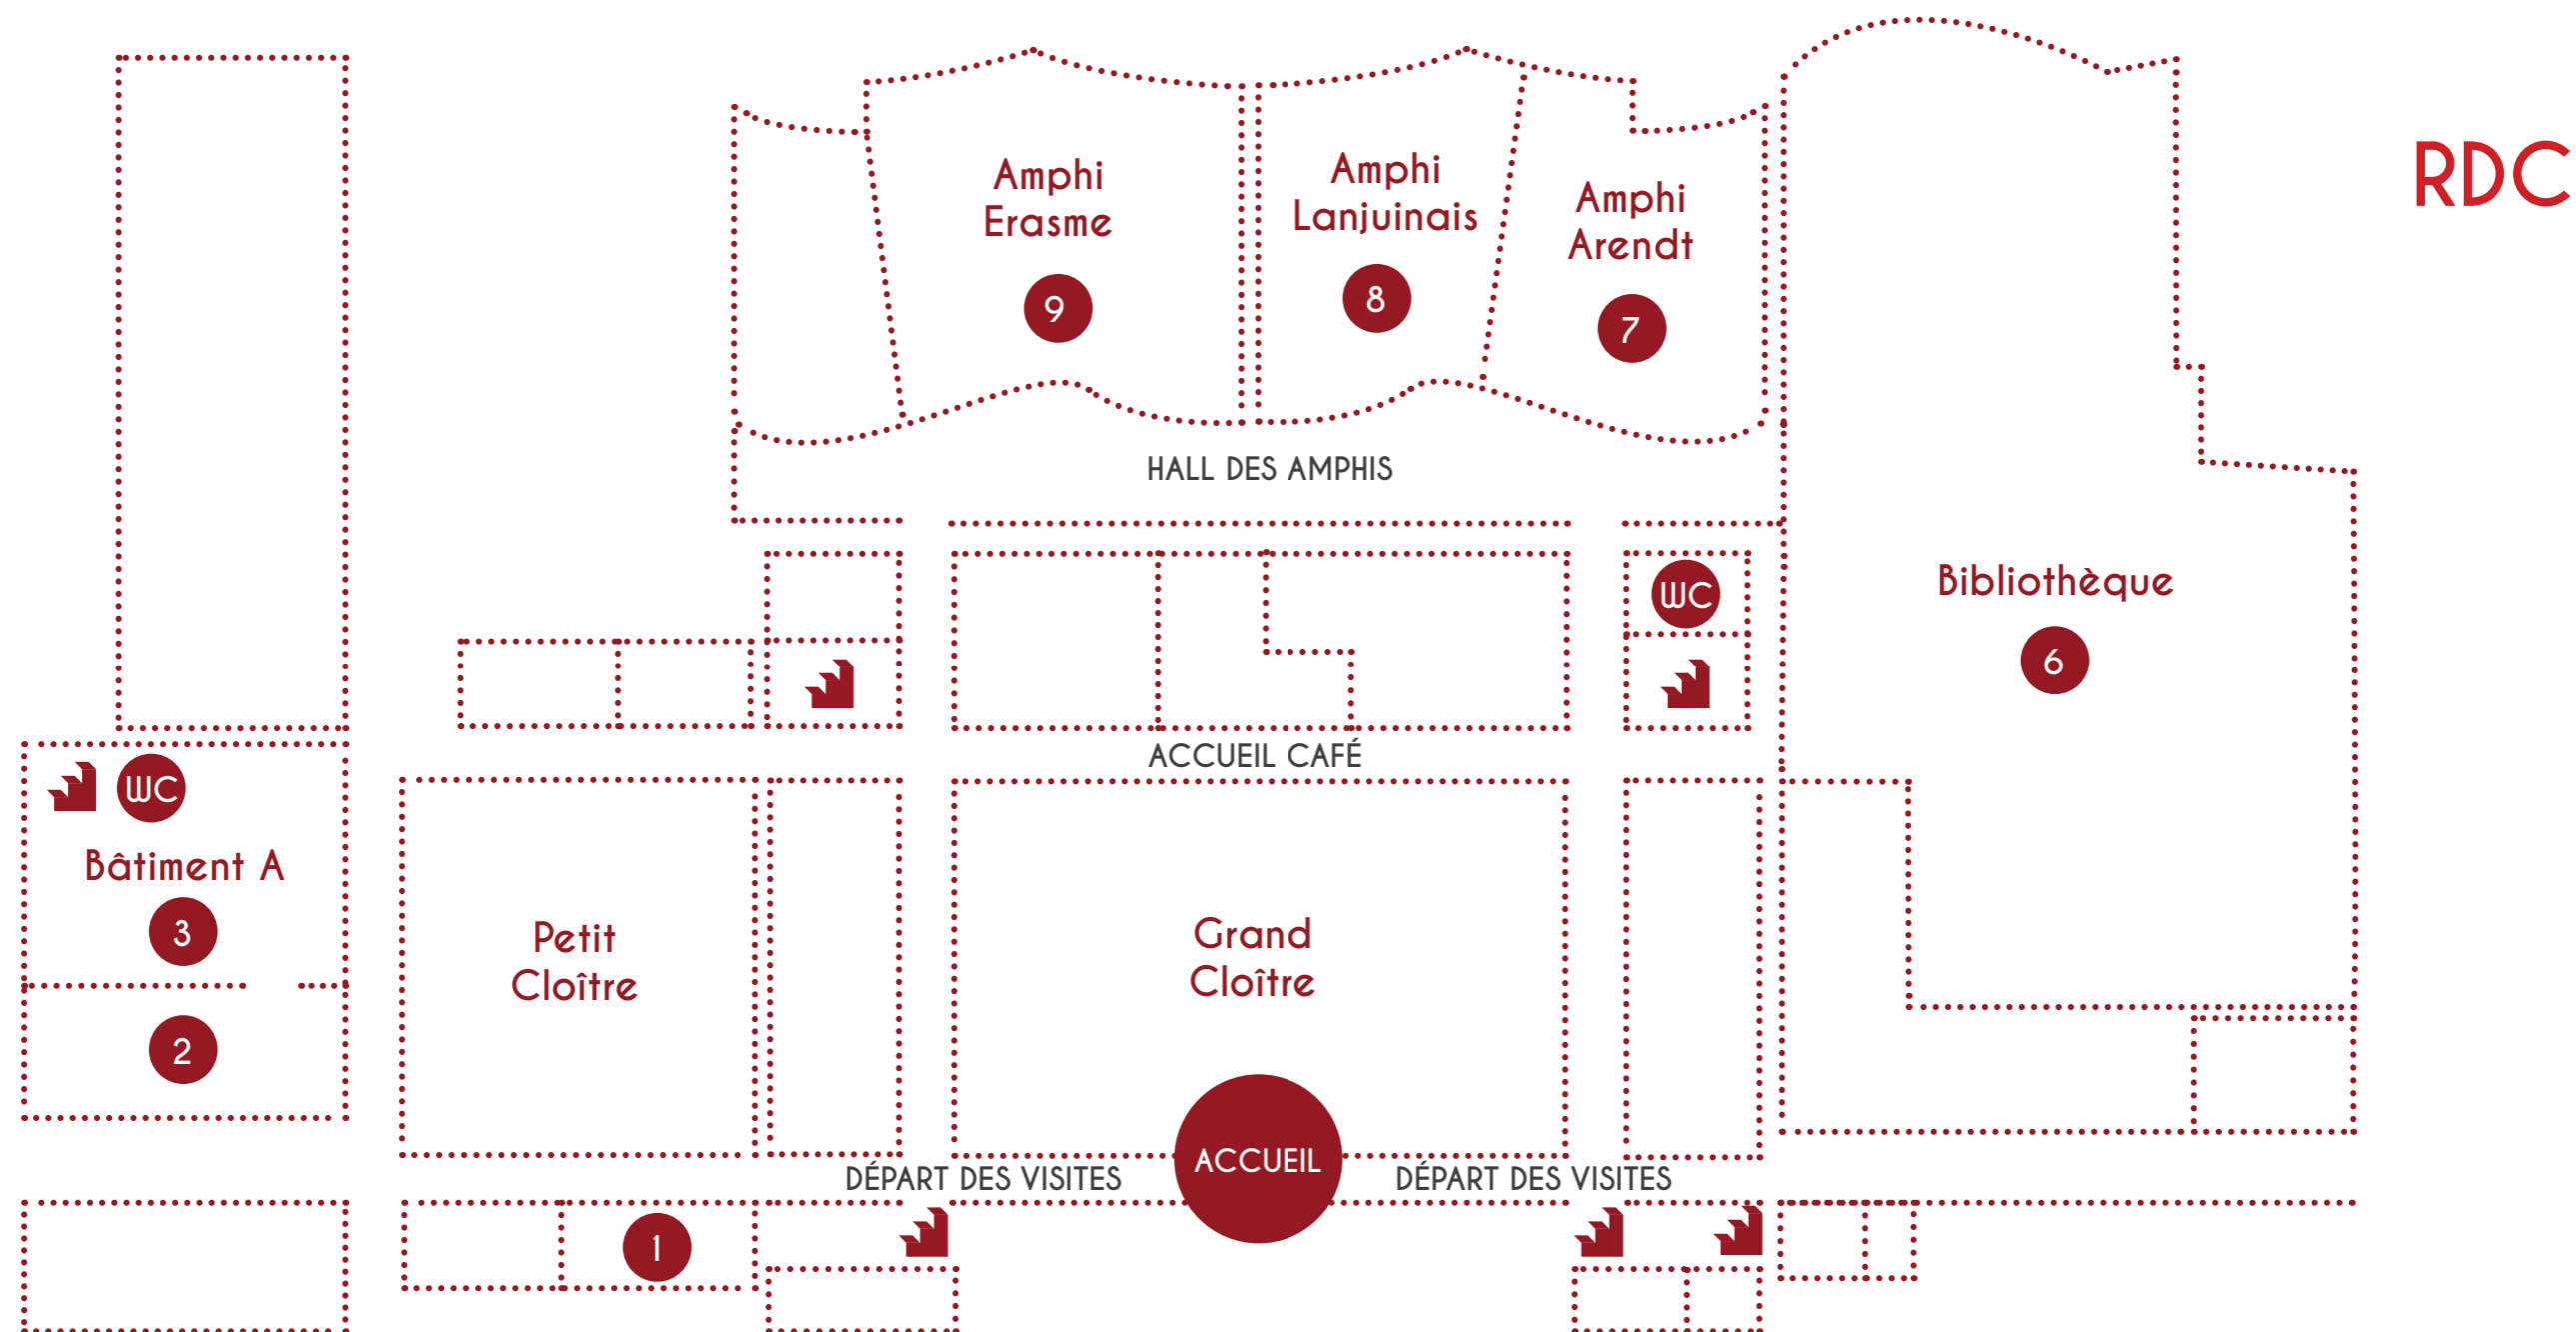 RDC
Amphi
Erasme
9
Amphi
Lanjuinais
8
Amphi
Arendt
7
HALL DES AMPHIS
WC
Bibliothèque
6
ACCUEIL CAFÉ
WC
Bâtiment A
3
2
Petit
Cloître
Grand
Cloître
DÉPART DES VISITES
ACCUEIL
DÉPART DES VISITES
1